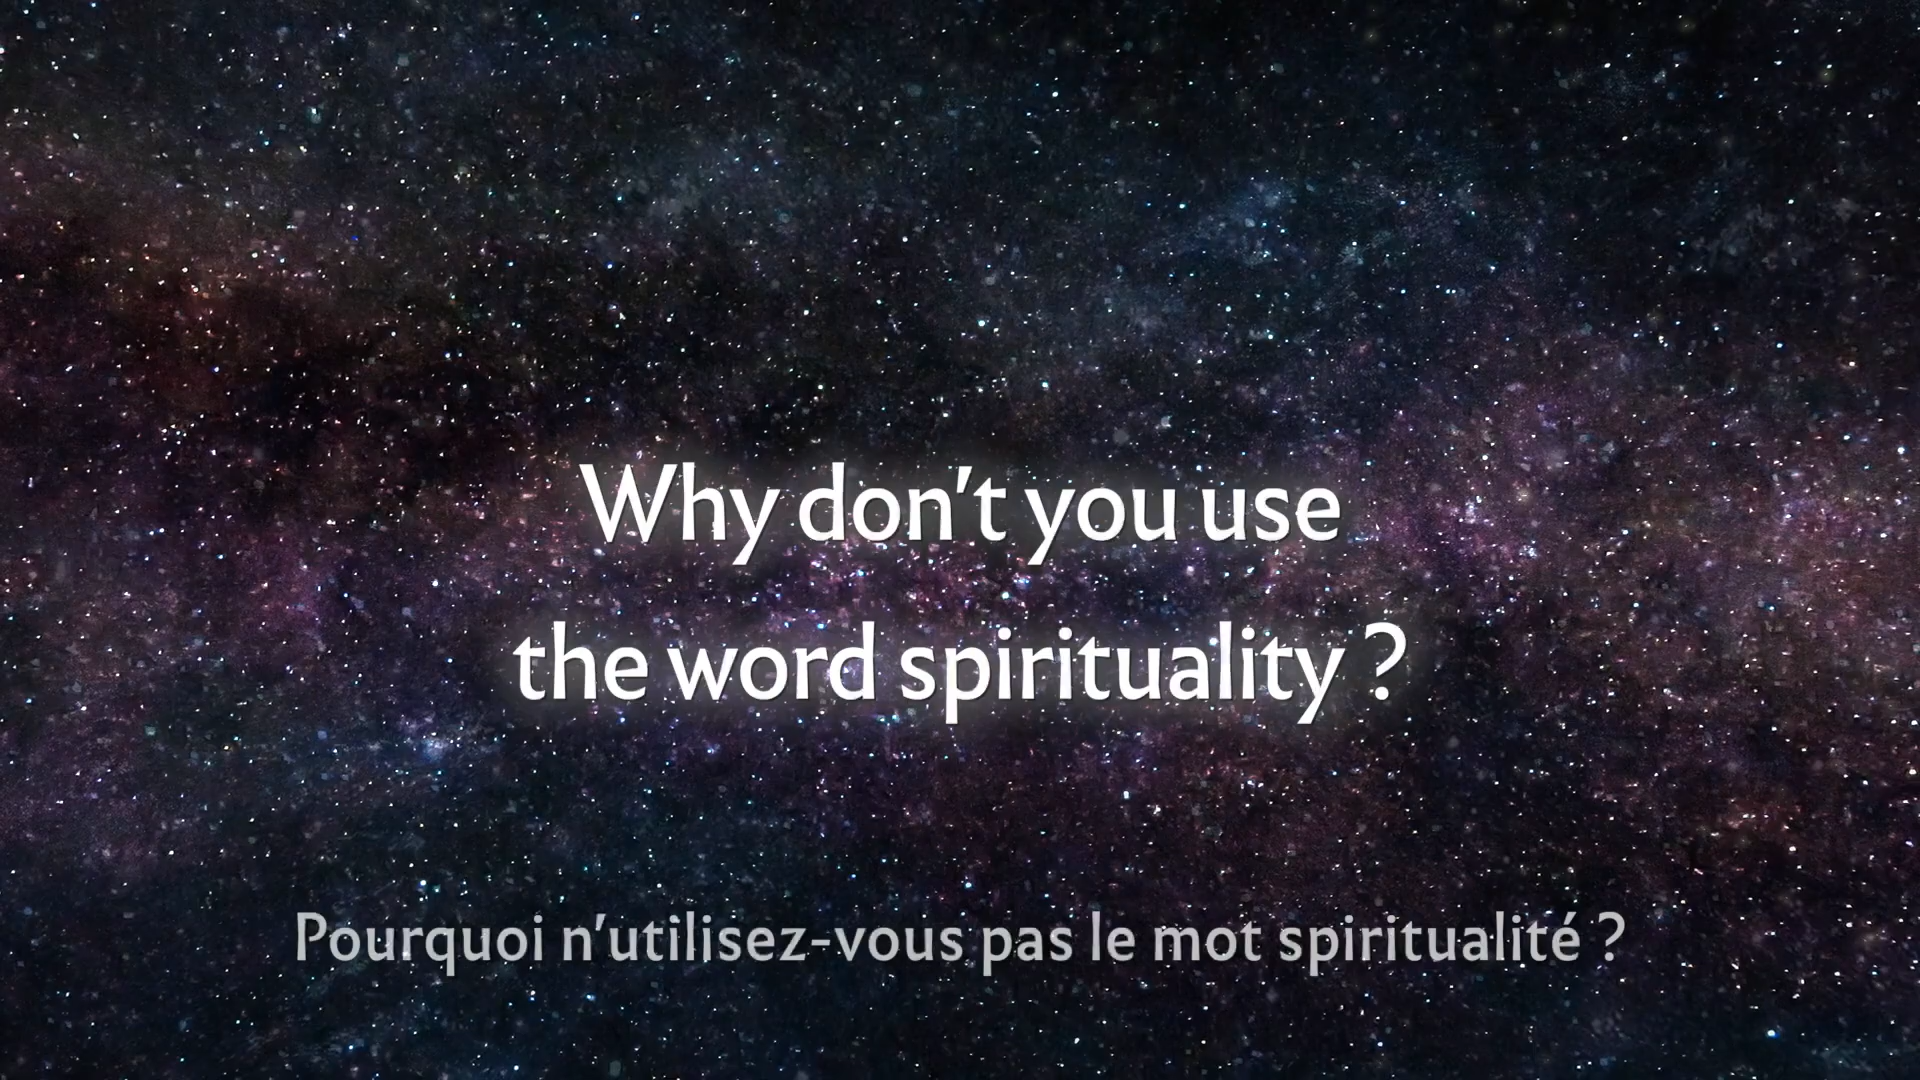 Why don't you use
the word spirituality ?
Pourquoi n'utilisez-vous pas le mot spiritualité ?